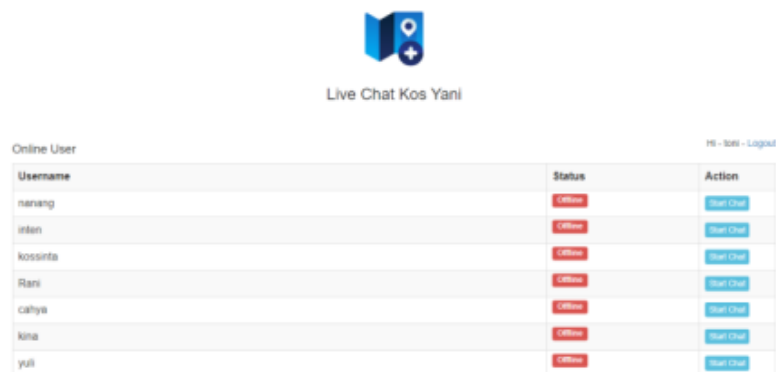 Live Chat Kos Yani
Online User
Hi - toni - Logout
Username Status Action
nanang Offline Start Chat
inten Offline Start Chat
kossinta Offline Start Chat
Rani Offline Start Chat
cahya Offline Start Chat
kina Offline Start Chat
yuli Offline Start Chat